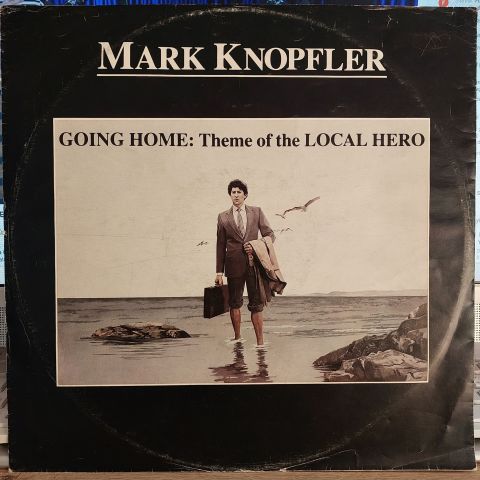 MARK KNOPFLER
GOING HOME: Theme of the LOCAL HERO